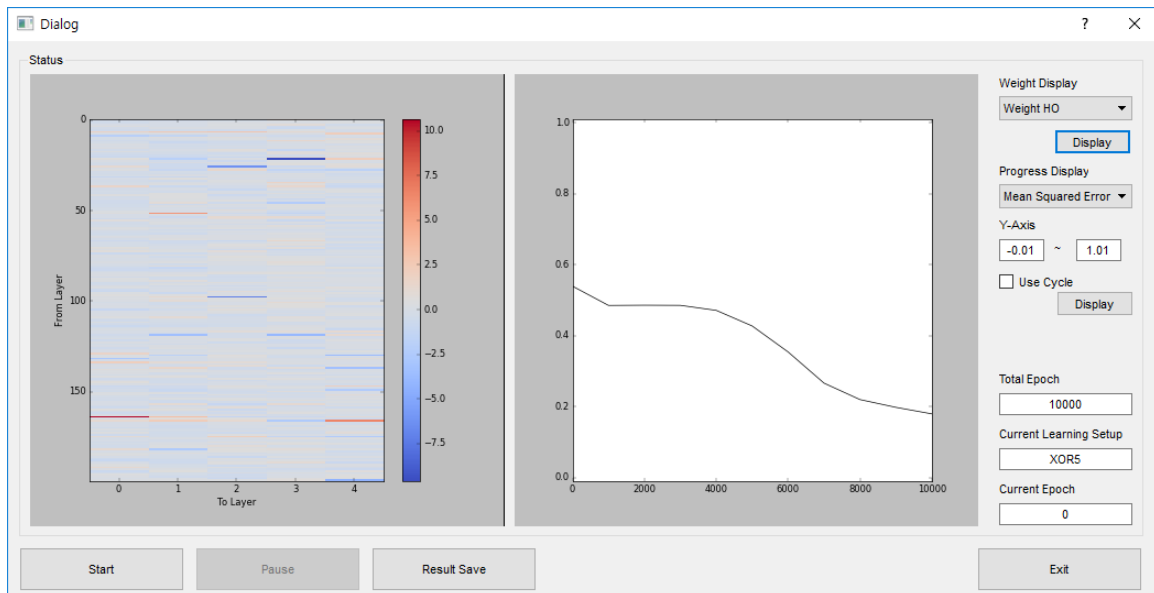 Dialog
?
Status
0
50
100
150
From Layer
0 1 2 3 4
To Layer
10.0
7.5
5.0
2.5
0.0
−2.5
−5.0
−7.5
1.0
0.8
0.6
0.4
0.2
0.0
0 2000 4000 6000 8000 10000
Weight Display
Weight HO
Display
Progress Display
Mean Squared Error
Y-Axis
-0.01 ~ 1.01
Use Cycle
Display
Total Epoch
10000
Current Learning Setup
XOR5
Current Epoch
0
Start Pause Result Save Exit